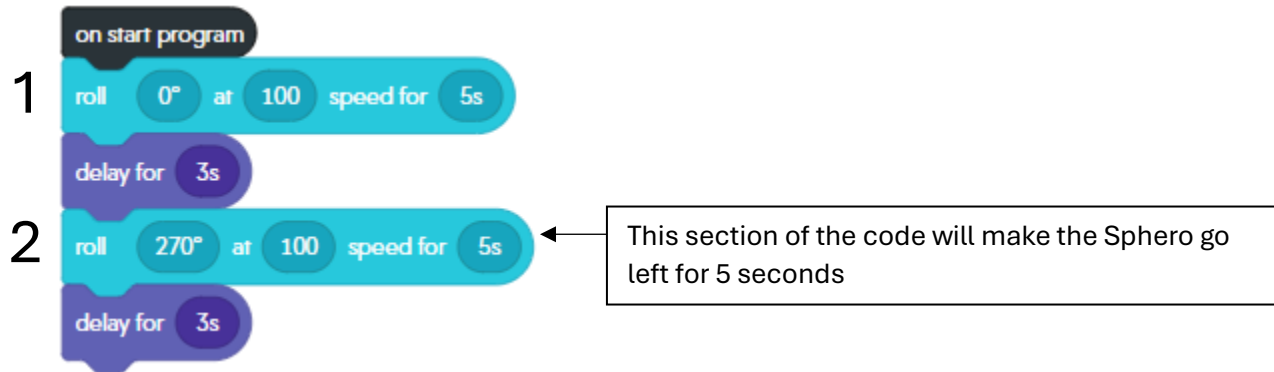 on start program
1 roll 0° at 100 speed for 5s
delay for 3s
2 roll 270° at 100 speed for 5s
This section of the code will make the Sphero go
left for 5 seconds
delay for 3s